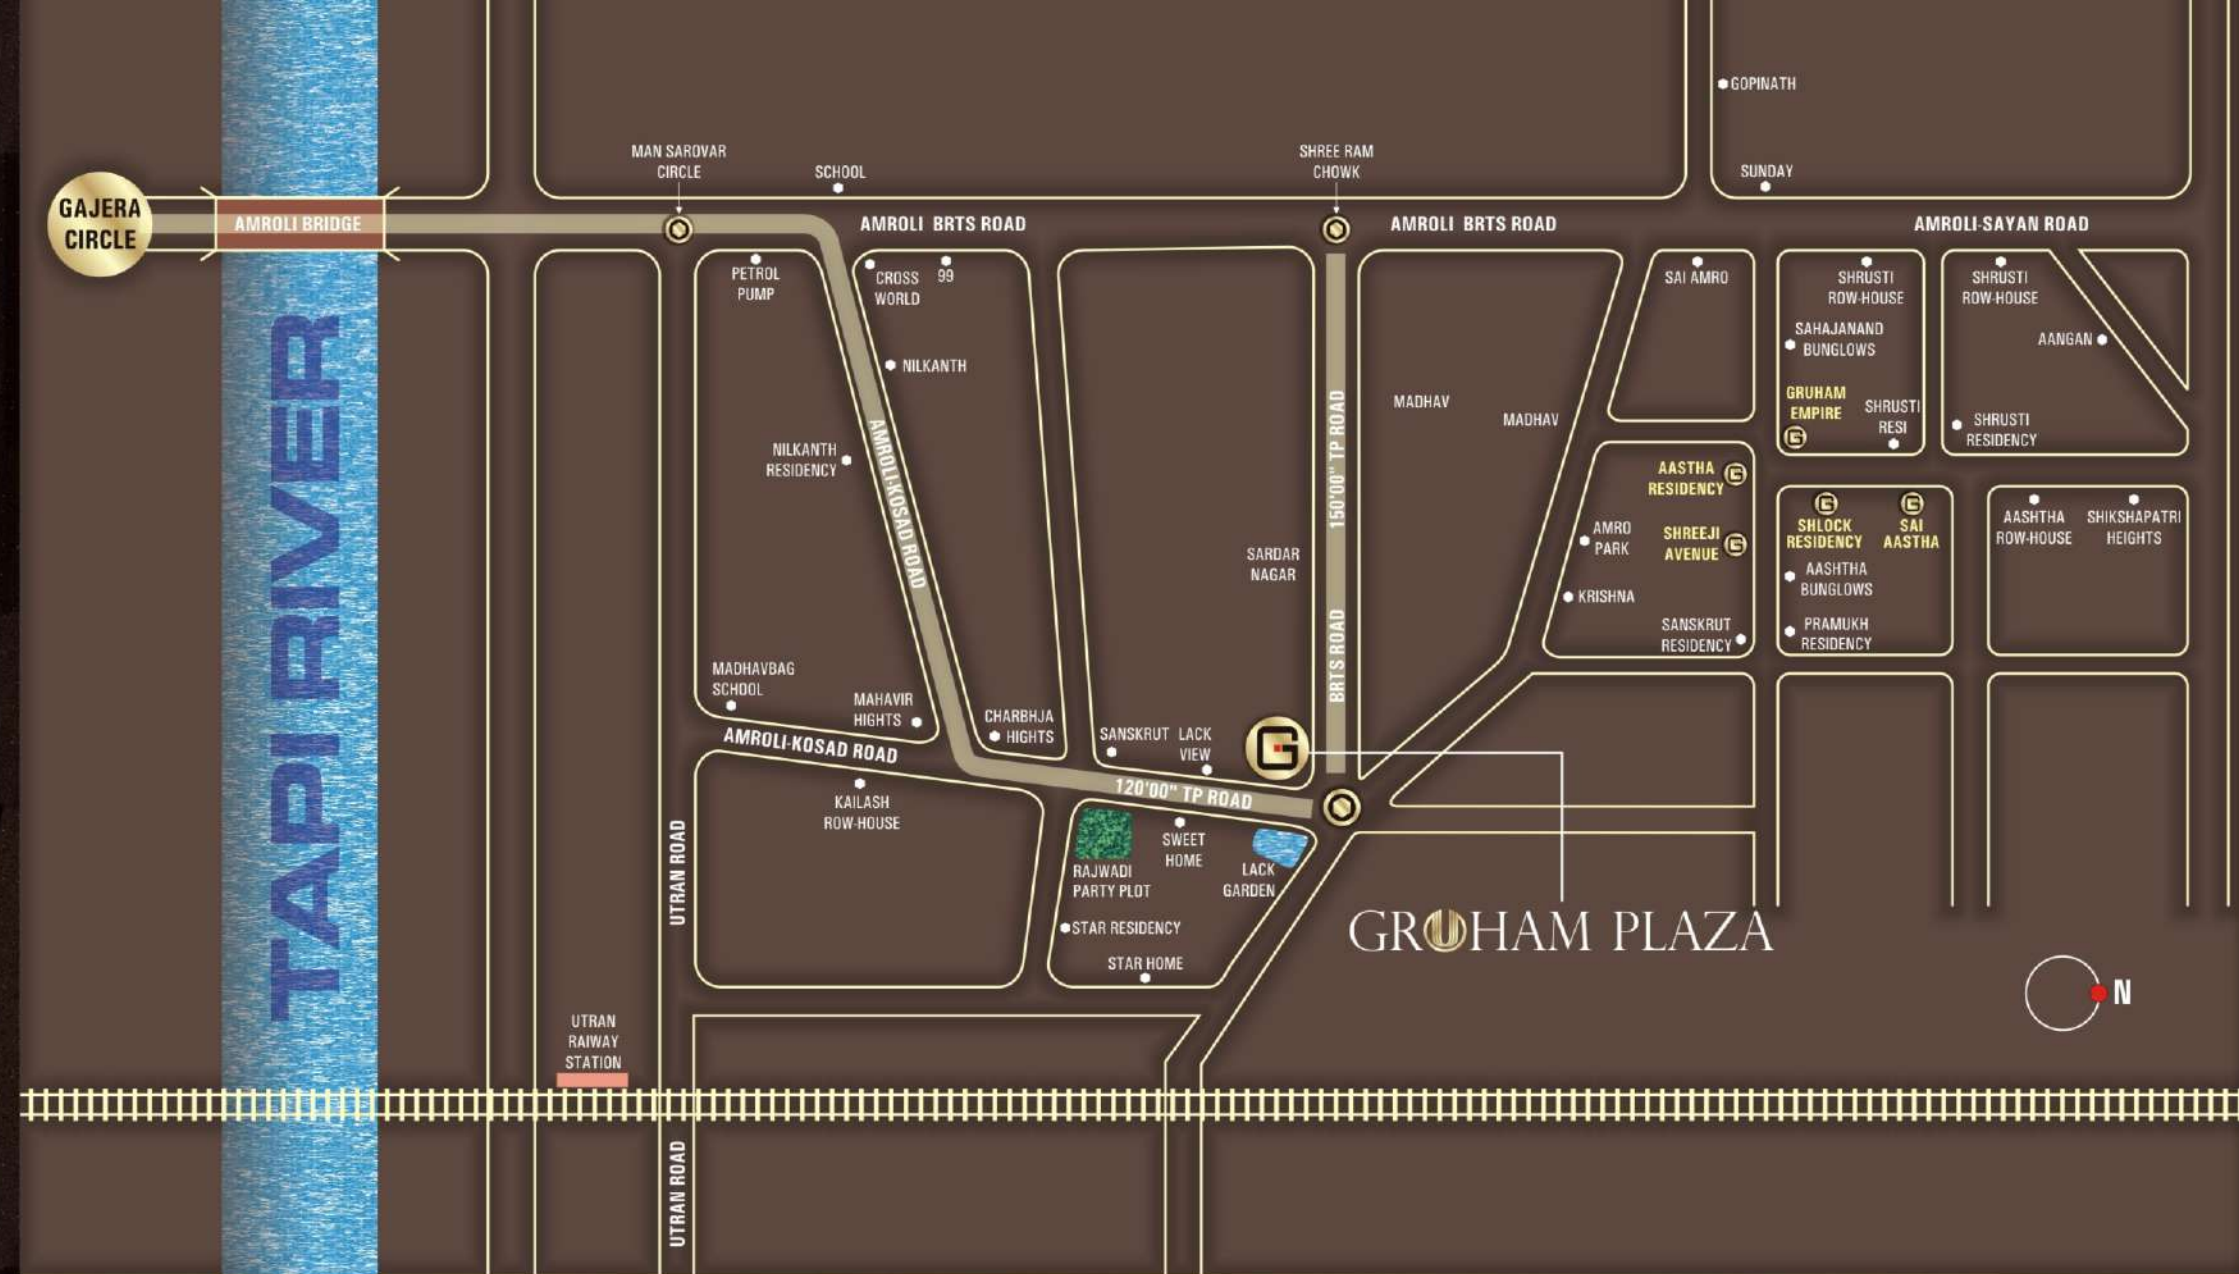 GOPINATH
MAN SAROVAR
CIRCLE
SCHOOL
SHREE RAM
CHOWK
SUNDAY
GAJERA
CIRCLE
AMROLI BRIDGE
AMROLI BRTS ROAD
AMROLI BRTS ROAD
AMROLI-SAYAN ROAD
PETROL
PUMP
CROSS
WORLD
99
SAI AMRO
SHRUSTI
ROW-HOUSE
SHRUSTI
ROW-HOUSE
SAHAJANAND
BUNGLOWS
AANGAN
NILKANTH
GRUHAM
EMPIRE
SHRUSTI
RESI
SHRUSTI
RESIDENCY
MADHAV
MADHAV
NILKANTH
RESIDENCY
AMROLI-KOSAD ROAD
150'00" TP ROAD
BRTS ROAD
AASTHA
RESIDENCY
SHREEJI
AVENUE
AMRO
PARK
KRISHNA
SANSKRUT
RESIDENCY
SHLOCK
RESIDENCY
SAI
AASTHA
AASHTHA
BUNGLOWS
PRAMUKH
RESIDENCY
AASHTHA
ROW-HOUSE
SHIKSHAPATRI
HEIGHTS
SARDAR
NAGAR
TAPI RIVER
MADHAVBAG
SCHOOL
MAHAVIR
HIGHTS
CHARBHJA
HIGHTS
SANSKRUT
LACK
VIEW
G
AMROLI-KOSAD ROAD
120'00" TP ROAD
KAILASH
ROW-HOUSE
UTRAN ROAD
RAJWADI
PARTY PLOT
SWEET
HOME
LACK
GARDEN
STAR RESIDENCY
STAR HOME
GRUHAM PLAZA
N
UTRAN
RAIWAY
STATION
UTRAN ROAD